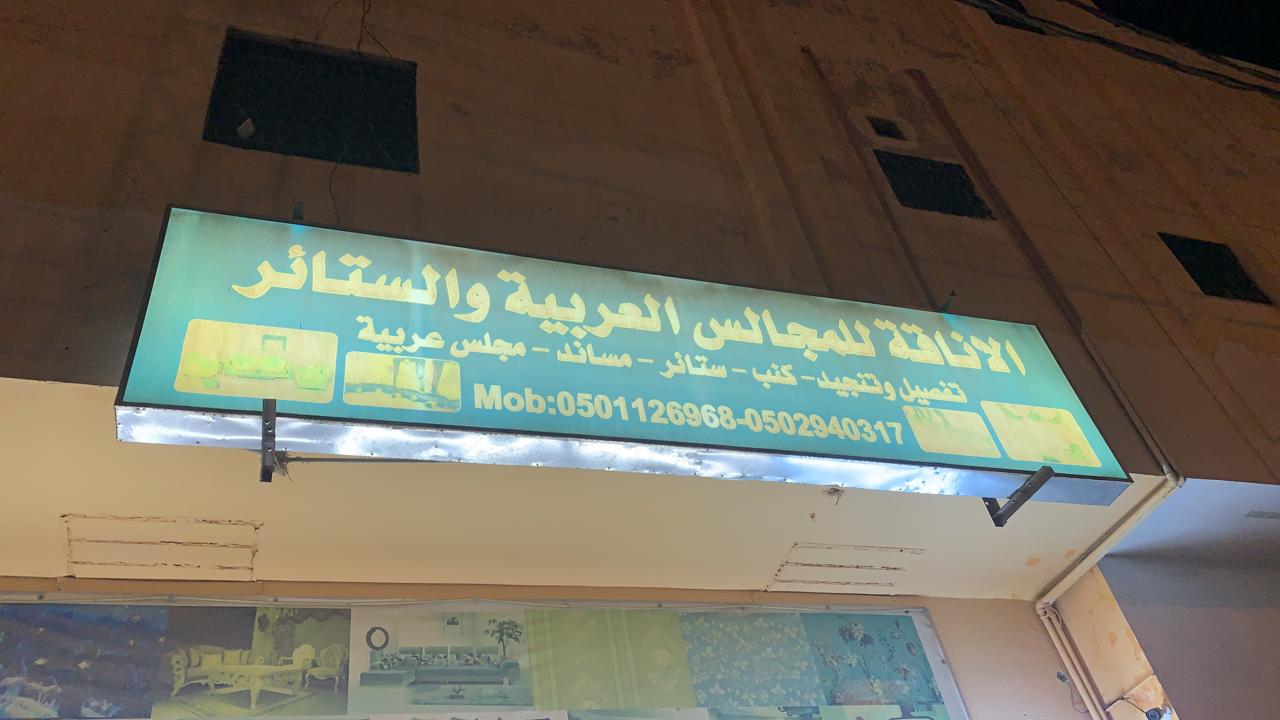 الاناقة للمجالس العربية والستائر
تفصيل وتنجيد - كنب - ستائر - مساند - مجلس عربية
Mob:0501126968-0502940317